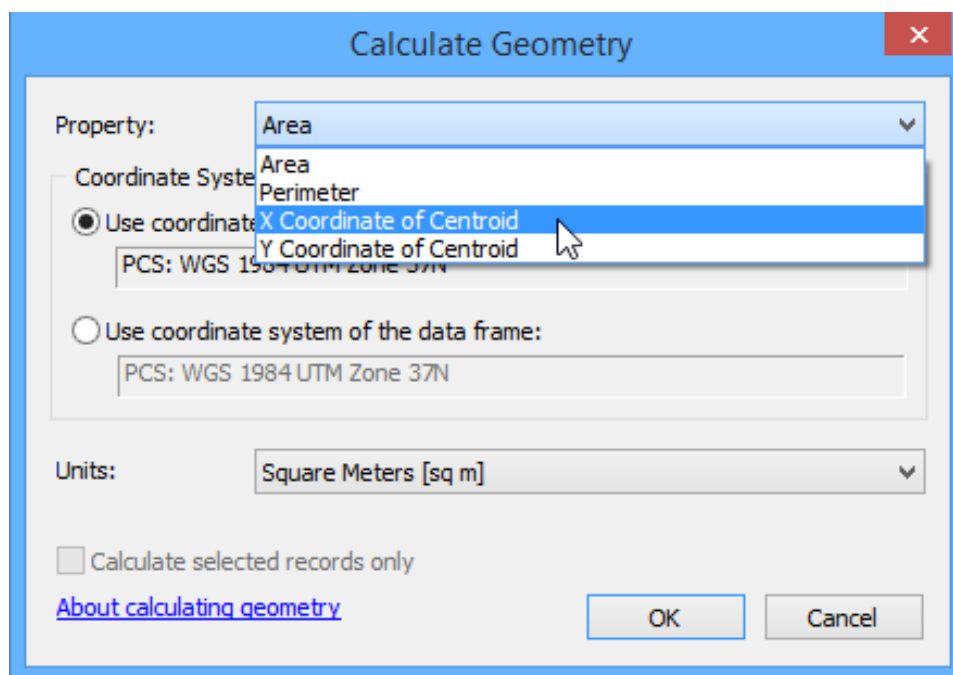 Calculate Geometry
Property:
Area
Area
Perimeter
X Coordinate of Centroid
Y Coordinate of Centroid
Coordinate Syste
Use coordinate
PCS: WGS 1984 UTM Zone 37N
Use coordinate system of the data frame:
PCS: WGS 1984 UTM Zone 37N
Units:
Square Meters [sq m]
Calculate selected records only
About calculating geometry
OK
Cancel